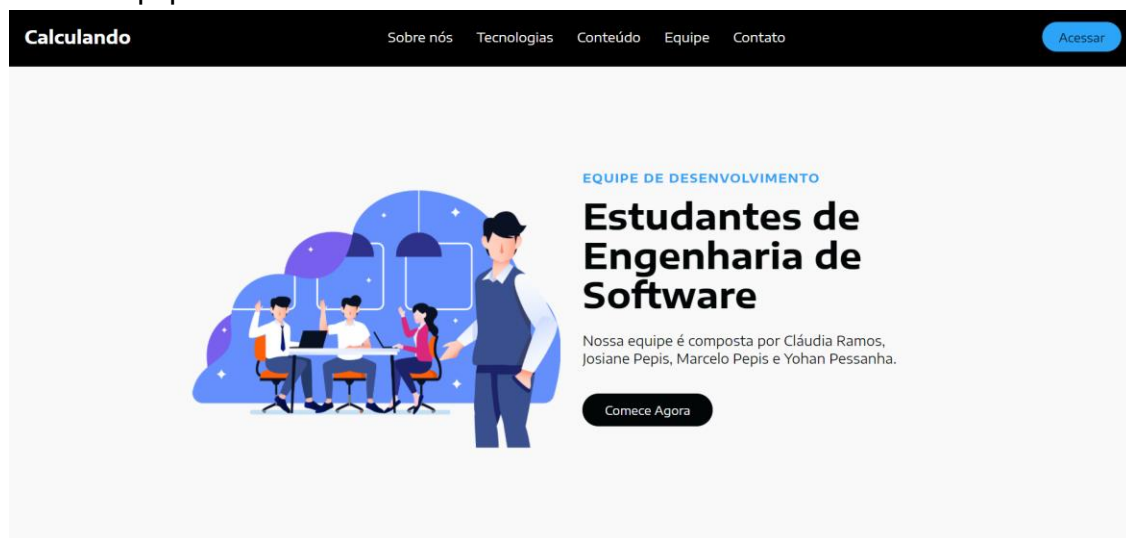 Calculando
Sobre nós Tecnologias Conteúdo Equipe Contato
Acessar
EQUIPE DE DESENVOLVIMENTO
Estudantes de
Engenharia de
Software
Nossa equipe é composta por Cláudia Ramos,
Josiane Pepis, Marcelo Pepis e Yohan Pessanha.
Comece Agora